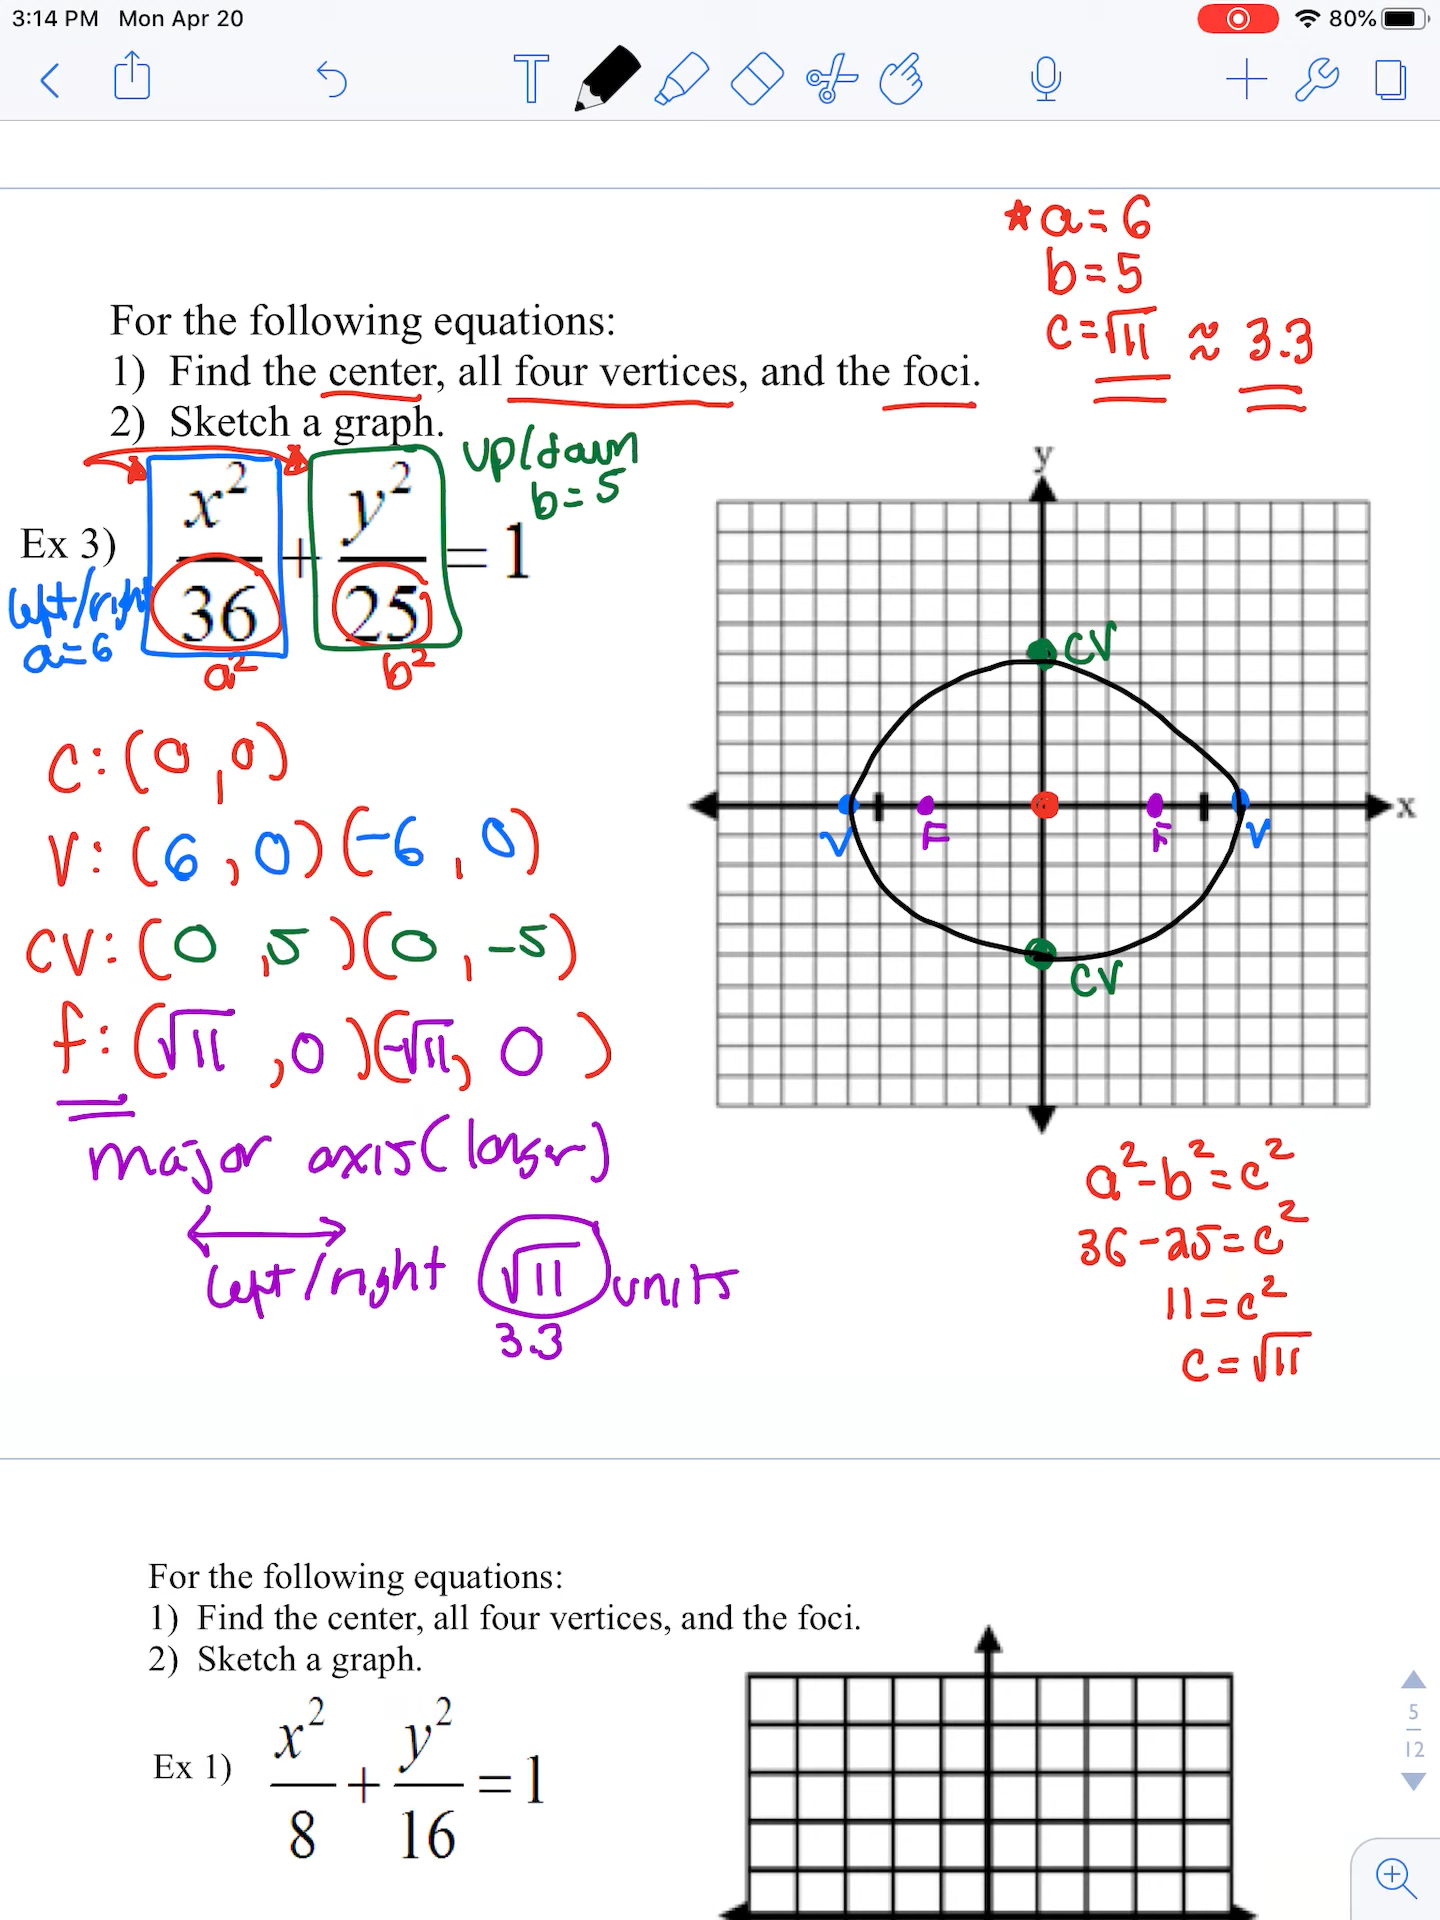 3:14 PM Mon Apr 20 80%
T
*a=6
b=5
c=√11 ≈ 3.3
For the following equations:
1) Find the center, all four vertices, and the foci.
2) Sketch a graph.
up/down
b=5
Ex 3) x²/36 + y²/25 = 1
left/right
a=6
a² b²
y
x
CV
V F F V
CV
C: (0,0)
V: (6,0)(-6,0)
CV: (0,5)(0,-5)
f: (√11,0)(-√11,0)
major axis (longer)
left/right √11 units
3.3
a²-b²=c²
36-25=c²
11=c²
c=√11
For the following equations:
1) Find the center, all four vertices, and the foci.
2) Sketch a graph.
Ex 1) x²/8 + y²/16 = 1
5
12